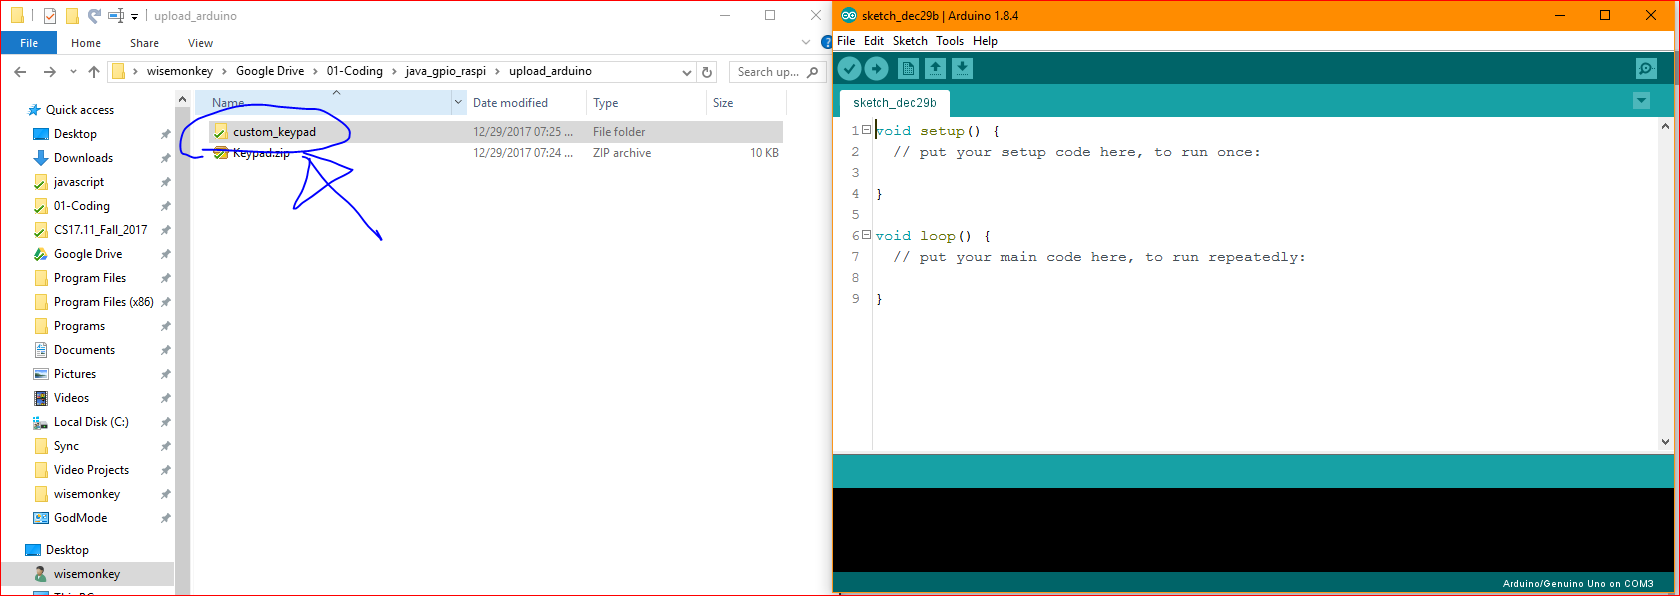 upload_arduino
File Home Share View
wisemonkey Google Drive 01-Coding java_gpio_raspi upload_arduino
Search up...
Quick access
Desktop
Downloads
javascript
01-Coding
CS17.11_Fall_2017
Google Drive
Program Files
Program Files (x86)
Programs
Documents
Pictures
Videos
Local Disk (C:)
Sync
Video Projects
wisemonkey
GodMode
Desktop
wisemonkey
This PC
Name Date modified Type Size
custom_keypad 12/29/2017 07:25 ... File folder
Keypad.zip 12/29/2017 07:24 ... ZIP archive 10 KB
sketch_dec29b | Arduino 1.8.4
File Edit Sketch Tools Help
sketch_dec29b
1 void setup() {
2 // put your setup code here, to run once:
3
4 }
5
6 void loop() {
7 // put your main code here, to run repeatedly:
8
9 }
Arduino/Genuino Uno on COM3